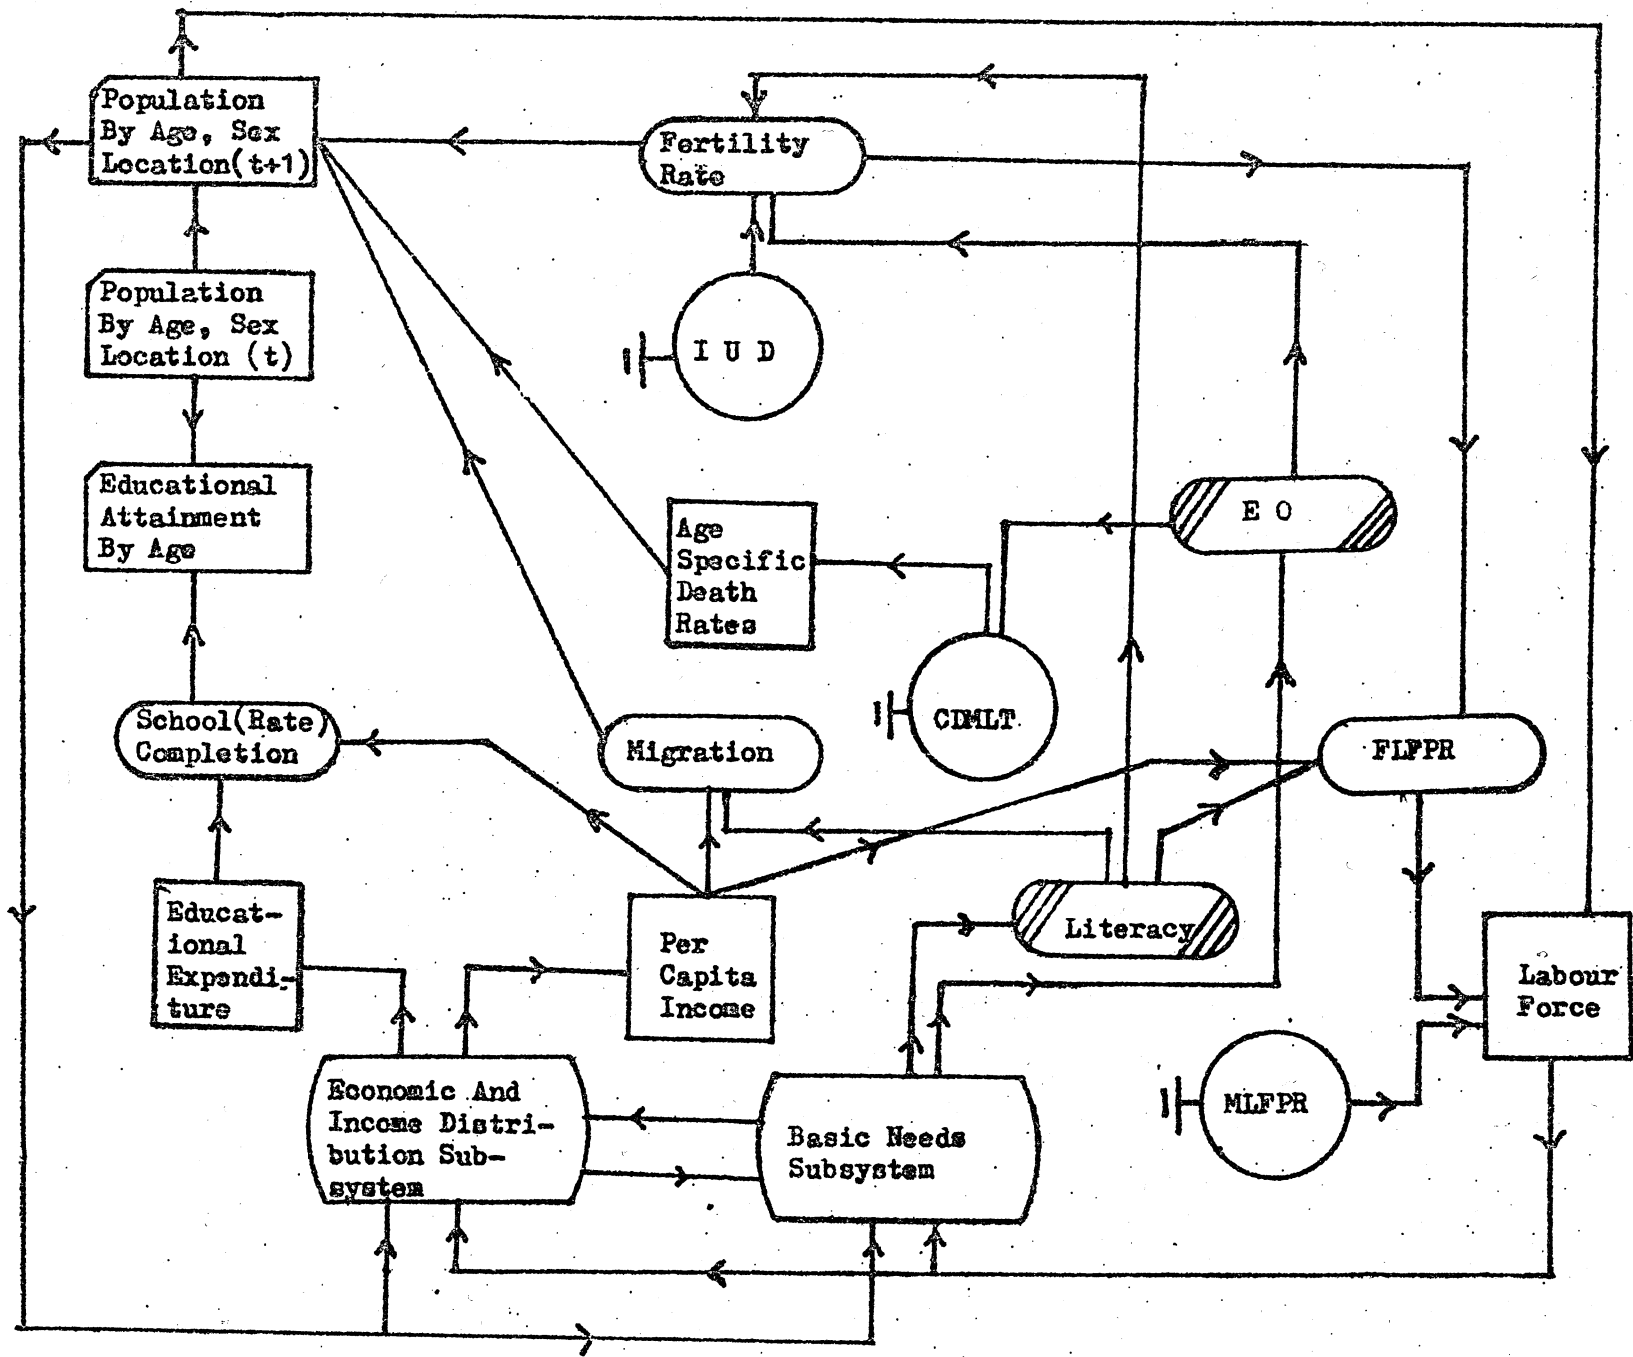 Population
By Age, Sex
Location(t+1)
Fertility
Rate
Population
By Age, Sex
Location (t)
I U D
Educational
Attainment
By Age
E O
Age
Specific
Death
Rates
School(Rate)
Completion
Migration
CDMLT
FLFPR
Educat-
ional
Expendi-
ture
Per
Capita
Income
Literacy
Labour
Force
Economic And
Income Distri-
bution Sub-
system
Basic Needs
Subsystem
MLFPR